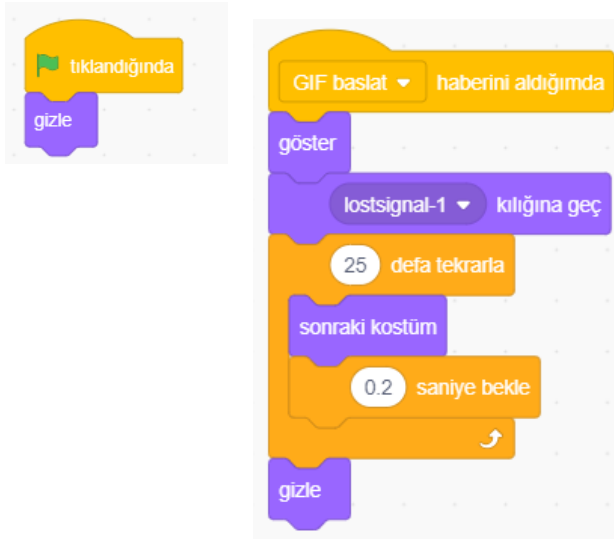 tıklandığında
gizle
GIF baslat haberini aldığımda
göster
lostsignal-1 kılığına geç
25 defa tekrarla
sonraki kostüm
0.2 saniye bekle
gizle